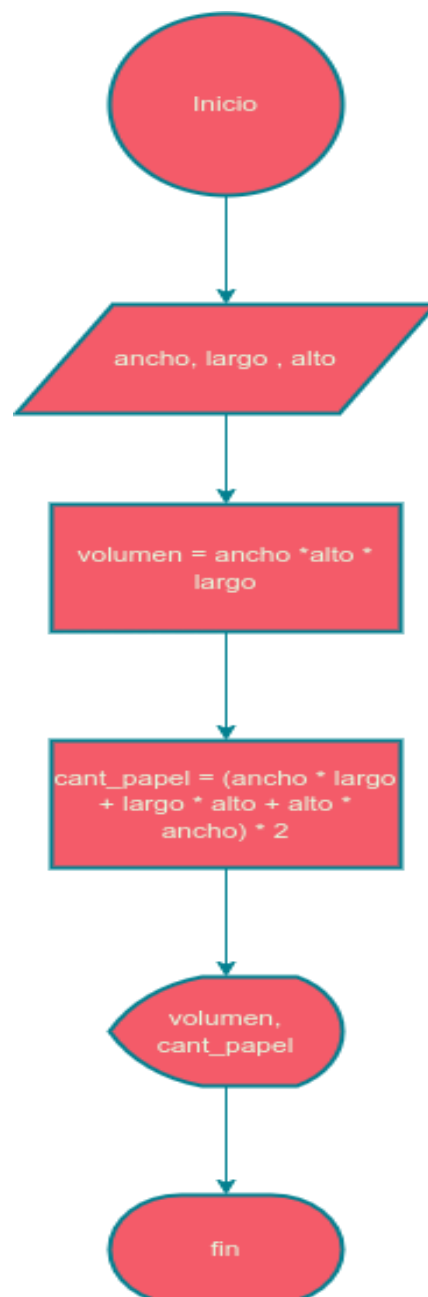 Inicio
ancho, largo , alto
volumen = ancho *alto *
largo
cant_papel = (ancho * largo
+ largo * alto + alto *
ancho) * 2
volumen,
cant_papel
fin